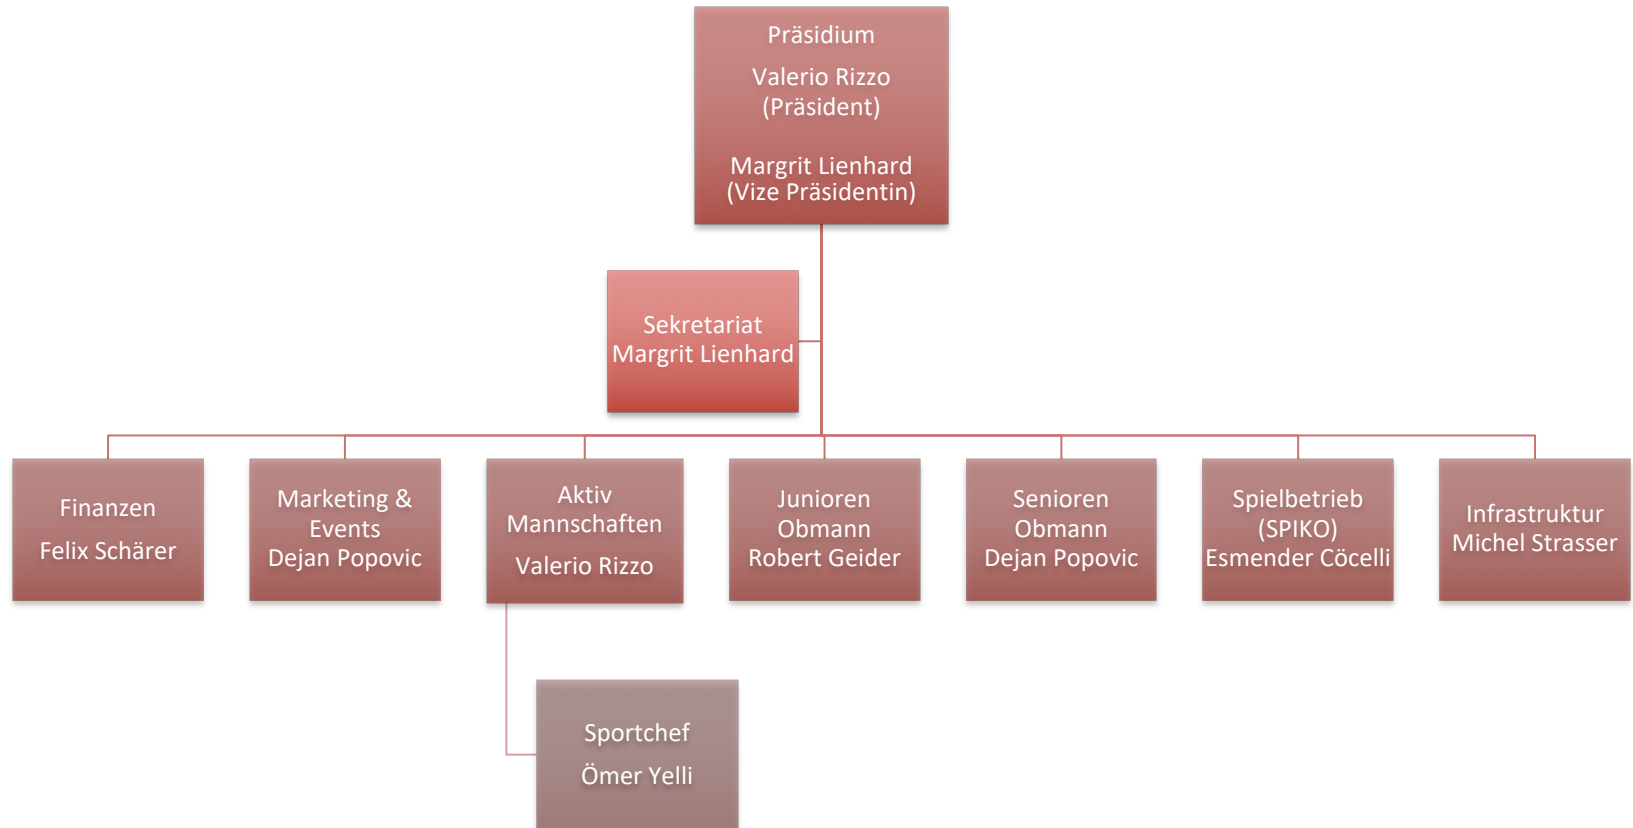 Präsidium
Valerio Rizzo
(Präsident)
Margrit Lienhard
(Vize Präsidentin)
Sekretariat
Margrit Lienhard
Finanzen
Felix Schärer
Marketing &
Events
Dejan Popovic
Aktiv
Mannschaften
Valerio Rizzo
Junioren
Obmann
Robert Geider
Senioren
Obmann
Dejan Popovic
Spielbetrieb
(SPIKO)
Esmender Cöcelli
Infrastruktur
Michel Strasser
Sportchef
Ömer Yelli